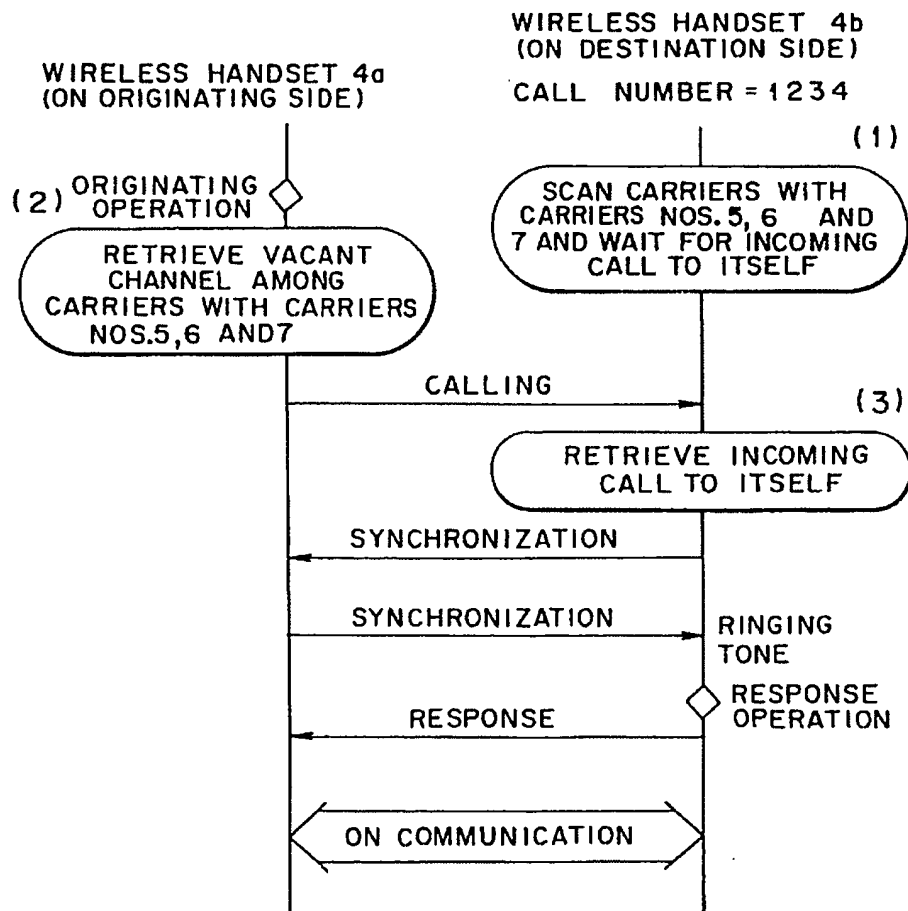 WIRELESS HANDSET 4a
(ON ORIGINATING SIDE)
WIRELESS HANDSET 4b
(ON DESTINATION SIDE)
CALL NUMBER = 1234
(1)
SCAN CARRIERS WITH
CARRIERS NOS. 5, 6 AND
7 AND WAIT FOR INCOMING
CALL TO ITSELF
(2)
ORIGINATING
OPERATION
RETRIEVE VACANT
CHANNEL AMONG
CARRIERS WITH CARRIERS
NOS.5,6 AND7
CALLING
(3)
RETRIEVE INCOMING
CALL TO ITSELF
SYNCHRONIZATION
SYNCHRONIZATION
RINGING
TONE
RESPONSE
OPERATION
RESPONSE
ON COMMUNICATION